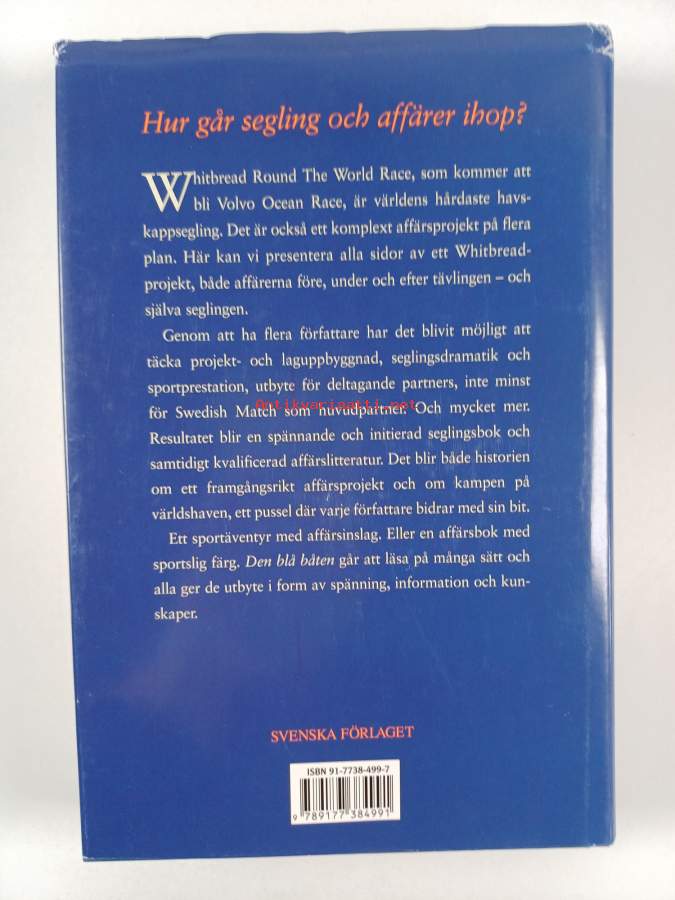 Hur går segling och affärer ihop?
Whitbread Round The World Race, som kommer att
bli Volvo Ocean Race, är världens hårdaste havs-
kappsegling. Det är också ett komplext affärsprojekt på flera
plan. Här kan vi presentera alla sidor av ett Whitbread-
projekt, både affärerna före, under och efter tävlingen – och
själva seglingen.
Genom att ha flera författare har det blivit möjligt att
täcka projekt- och laguppbyggnad, seglingsdramatik och
sportprestation, utbyte för deltagande partners, inte minst
för Swedish Match som huvudpartner. Och mycket mer.
Antikvariaatti.net
Resultatet blir en spännande och initierad seglingsbok och
samtidigt kvalificerad affärslitteratur. Det blir både historien
om ett framgångsrikt affärsprojekt och om kampen på
världshaven, ett pussel där varje författare bidrar med sin bit.
Ett sportäventyr med affärsinslag. Eller en affärsbok med
sportslig färg. Den blå båten går att läsa på många sätt och
alla ger de utbyte i form av spänning, information och kun-
skaper.
SVENSKA FÖRLAGET
ISBN 91-7738-499-7
9 789177 384991